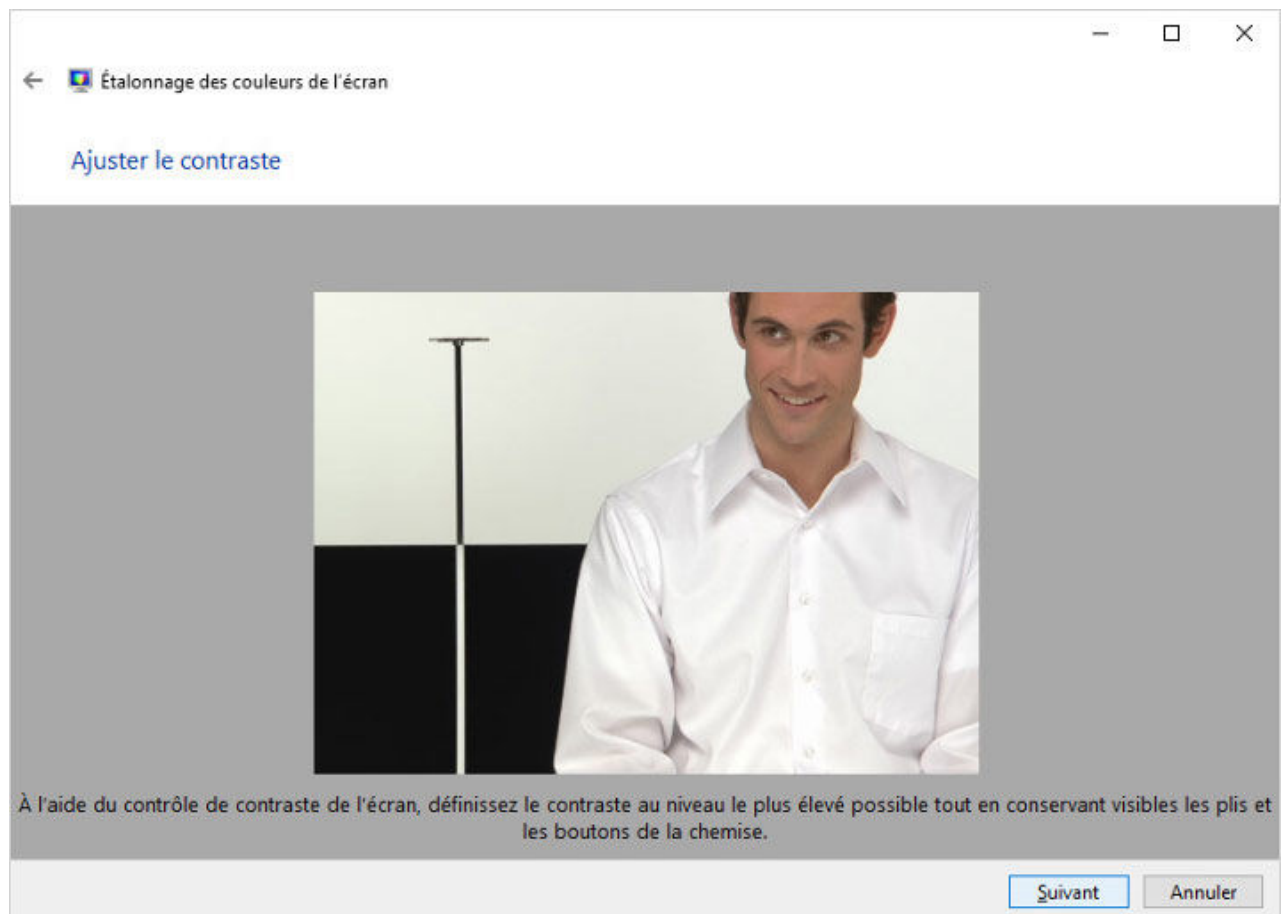 Étalonnage des couleurs de l'écran
Ajuster le contraste
À l'aide du contrôle de contraste de l'écran, définissez le contraste au niveau le plus élevé possible tout en conservant visibles les plis et
les boutons de la chemise.
Suivant Annuler